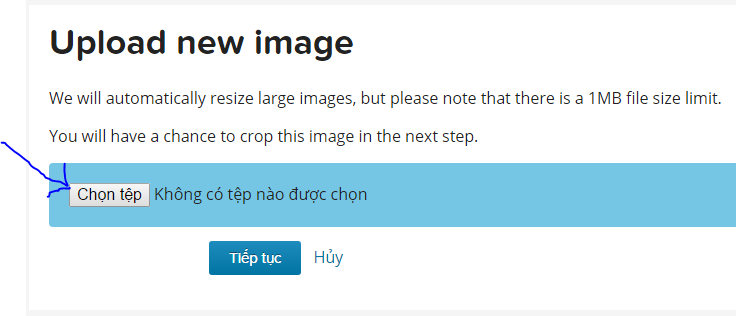 Upload new image
We will automatically resize large images, but please note that there is a 1MB file size limit.
You will have a chance to crop this image in the next step.
Chọn tệp Không có tệp nào được chọn
Tiếp tục Hủy